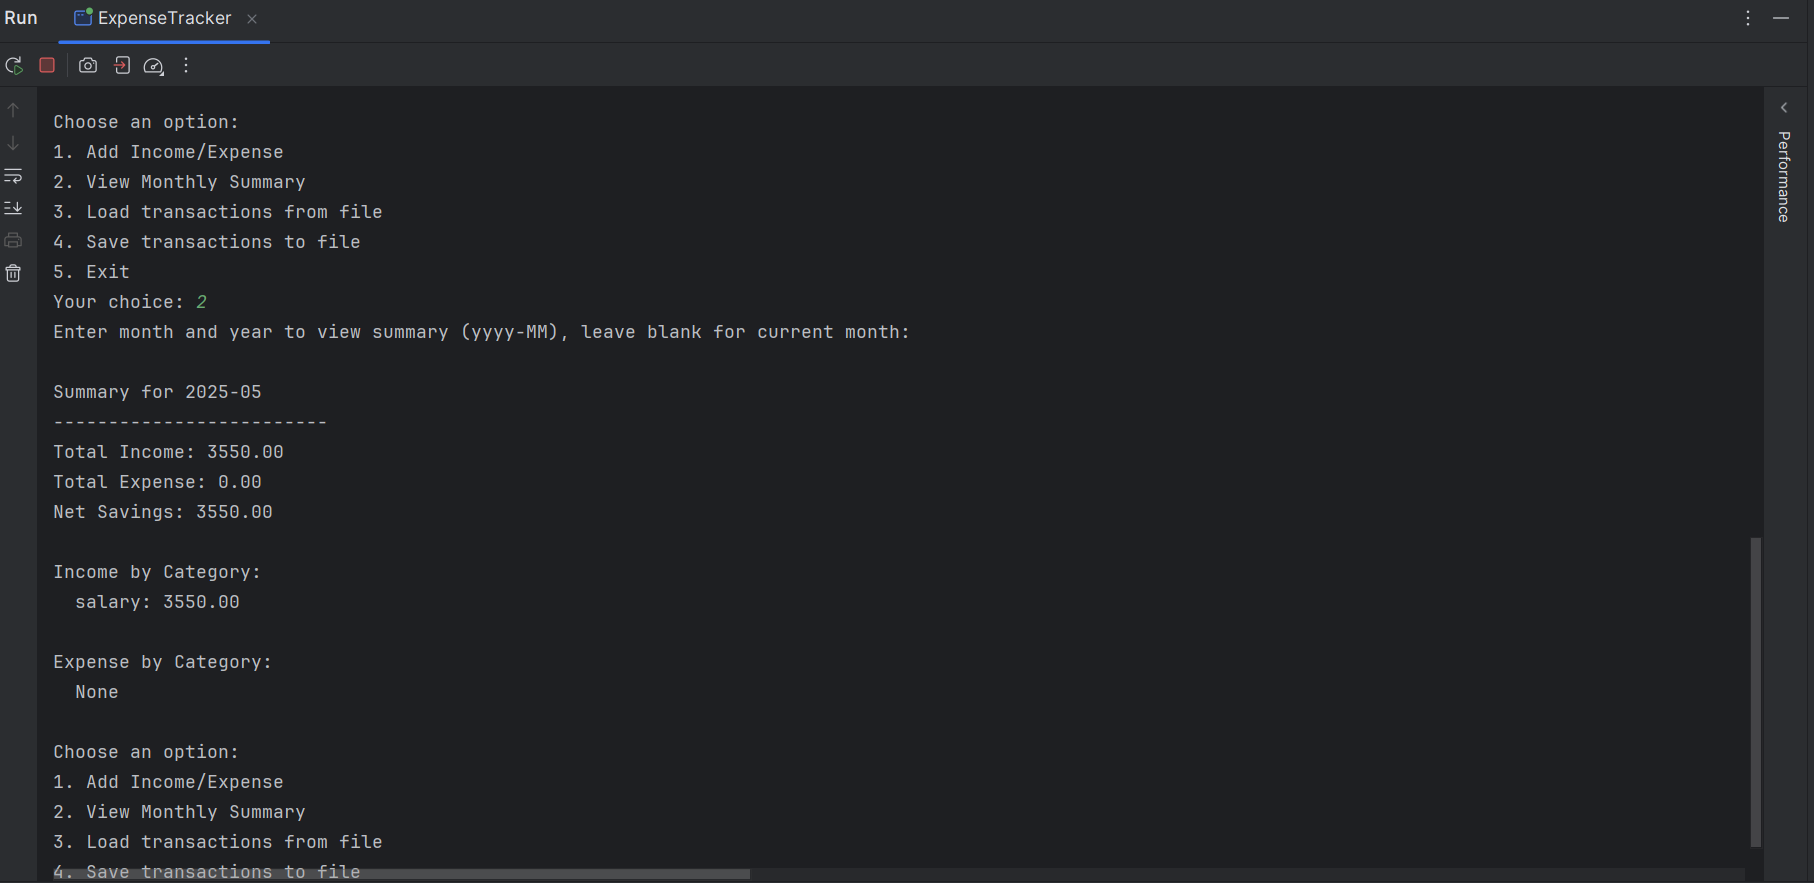 Run
ExpenseTracker
Performance
Choose an option:
1. Add Income/Expense
2. View Monthly Summary
3. Load transactions from file
4. Save transactions to file
5. Exit
Your choice: 2
Enter month and year to view summary (yyyy-MM), leave blank for current month:
Summary for 2025-05
-------------------------
Total Income: 3550.00
Total Expense: 0.00
Net Savings: 3550.00
Income by Category:
  salary: 3550.00
Expense by Category:
  None
Choose an option:
1. Add Income/Expense
2. View Monthly Summary
3. Load transactions from file
4. Save transactions to file